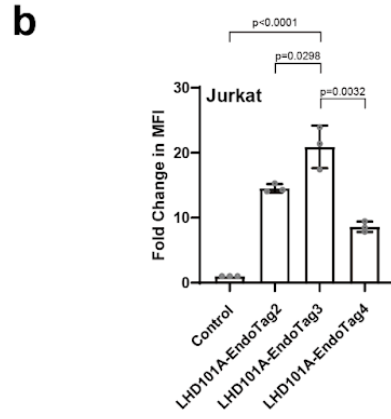 b
p<0.0001
p=0.0298
p=0.0032
Jurkat
Fold Change in MFI
30
20
10
0
Control
LHD101A-EndoTag2
LHD101A-EndoTag3
LHD101A-EndoTag4